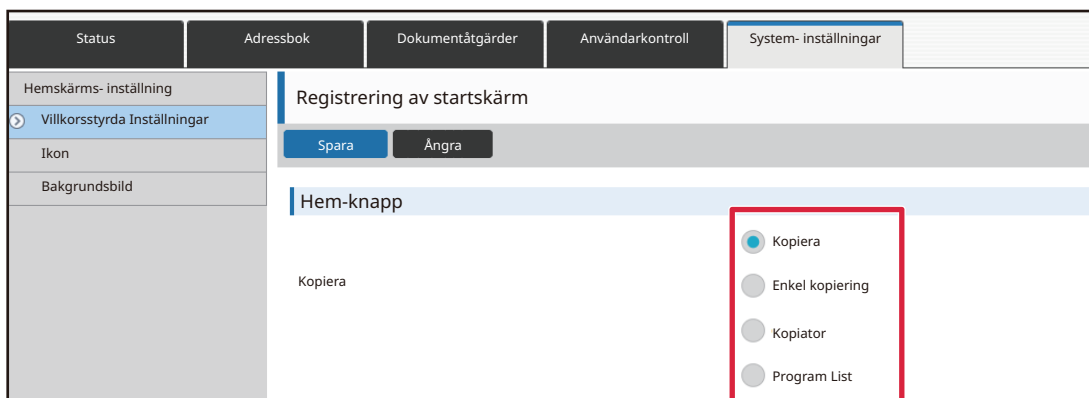 Status
Adressbok
Dokumentåtgärder
Användarkontroll
System- inställningar
Hemskärms- inställning
Villkorsstyrda Inställningar
Ikon
Bakgrundsbild
Registrering av startskärm
Spara
Ångra
Hem-knapp
Kopiera
Kopiera
Enkel kopiering
Kopiator
Program List